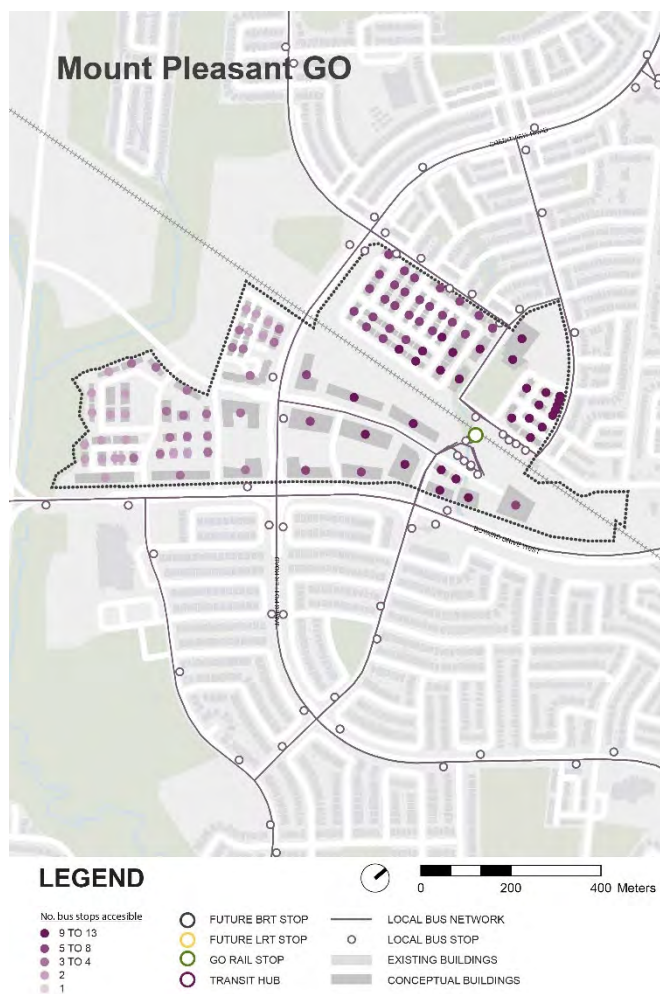 Mount Pleasant GO
LEGEND
No. bus stops accesible
9 TO 13
5 TO 8
3 TO 4
2
1
FUTURE BRT STOP
FUTURE LRT STOP
GO RAIL STOP
TRANSIT HUB
LOCAL BUS NETWORK
LOCAL BUS STOP
EXISTING BUILDINGS
CONCEPTUAL BUILDINGS
0 200 400 Meters